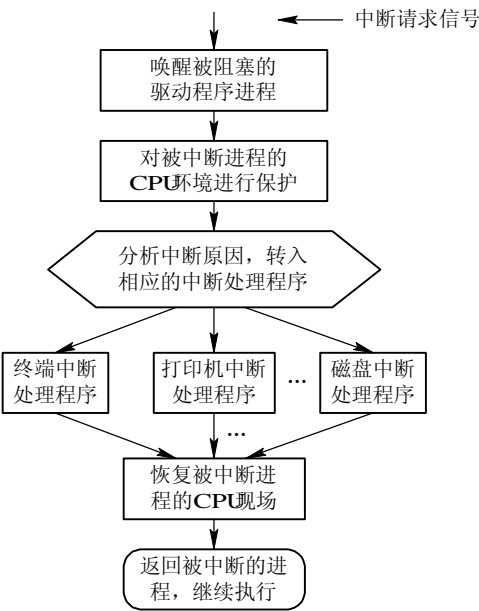 中断请求信号
唤醒被阻塞的
驱动程序进程
对被中断进程的
CPU环境进行保护
分析中断原因，转入
相应的中断处理程序
终端中断
处理程序
打印机中断
处理程序
…
磁盘中断
处理程序
…
恢复被中断进
程的CPU现场
返回被中断的进
程，继续执行